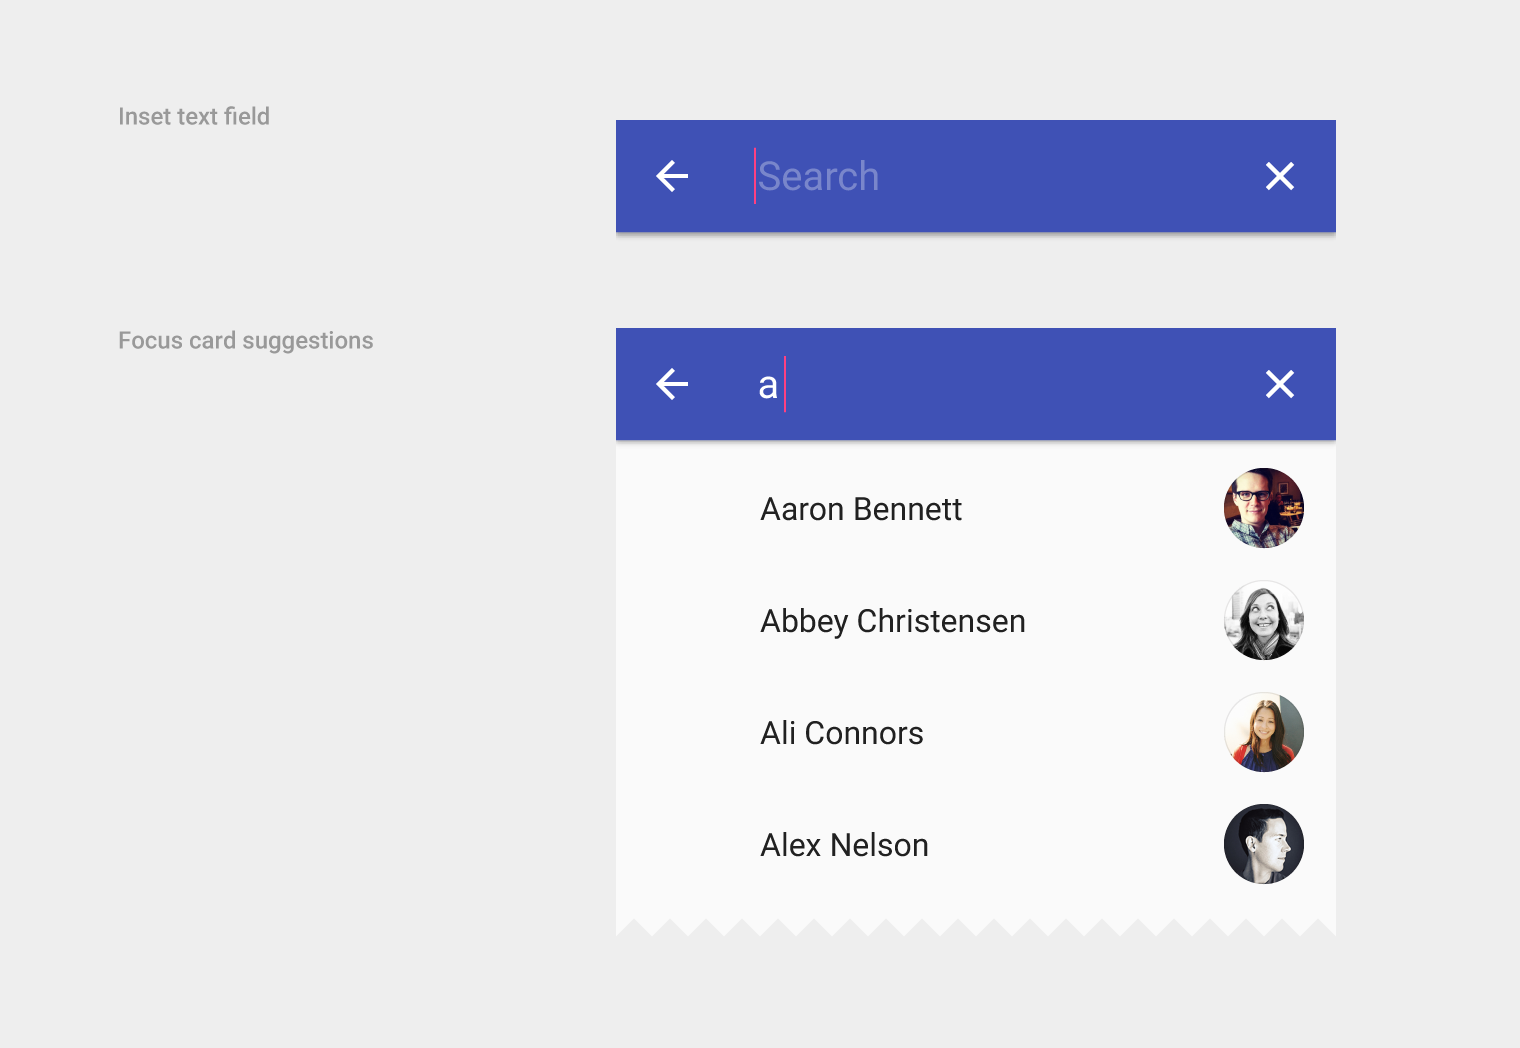 Inset text field
Search
Focus card suggestions
a
Aaron Bennett
Abbey Christensen
Ali Connors
Alex Nelson